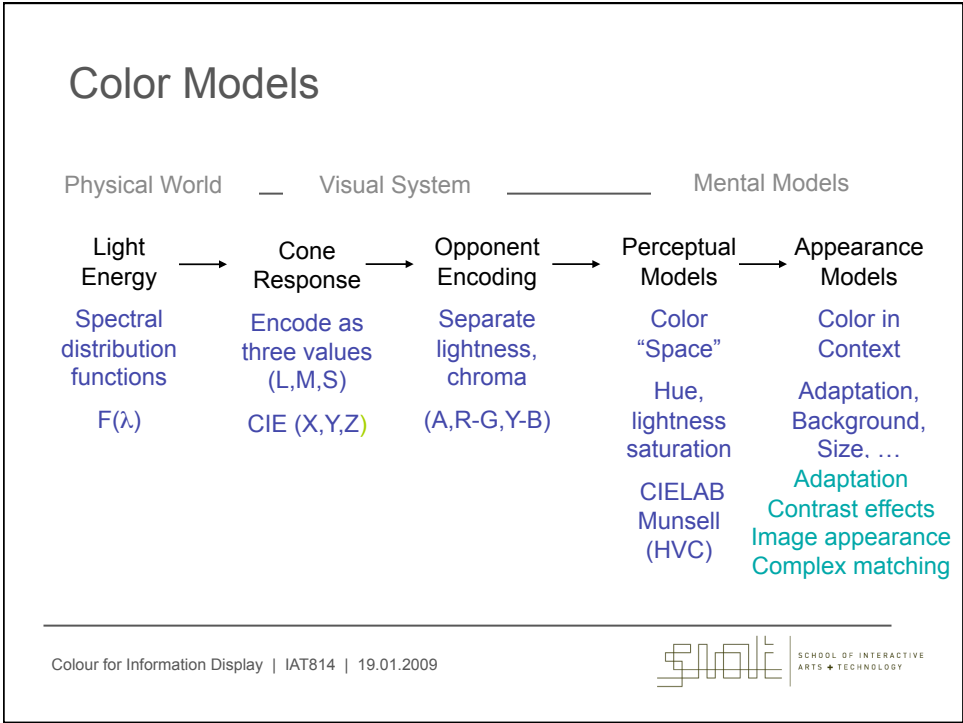 Color Models
Physical World — Visual System ——— Mental Models
Light
Energy
Spectral
distribution
functions
F(λ)
Cone
Response
Encode as
three values
(L,M,S)
CIE (X,Y,Z)
Opponent
Encoding
Separate
lightness,
chroma
(A,R-G,Y-B)
Perceptual
Models
Color
“Space”
Hue,
lightness
saturation
CIELAB
Munsell
(HVC)
Appearance
Models
Color in
Context
Adaptation,
Background,
Size, …
Adaptation
Contrast effects
Image appearance
Complex matching
Colour for Information Display | IAT814 | 19.01.2009
siat
SCHOOL OF INTERACTIVE
ARTS + TECHNOLOGY